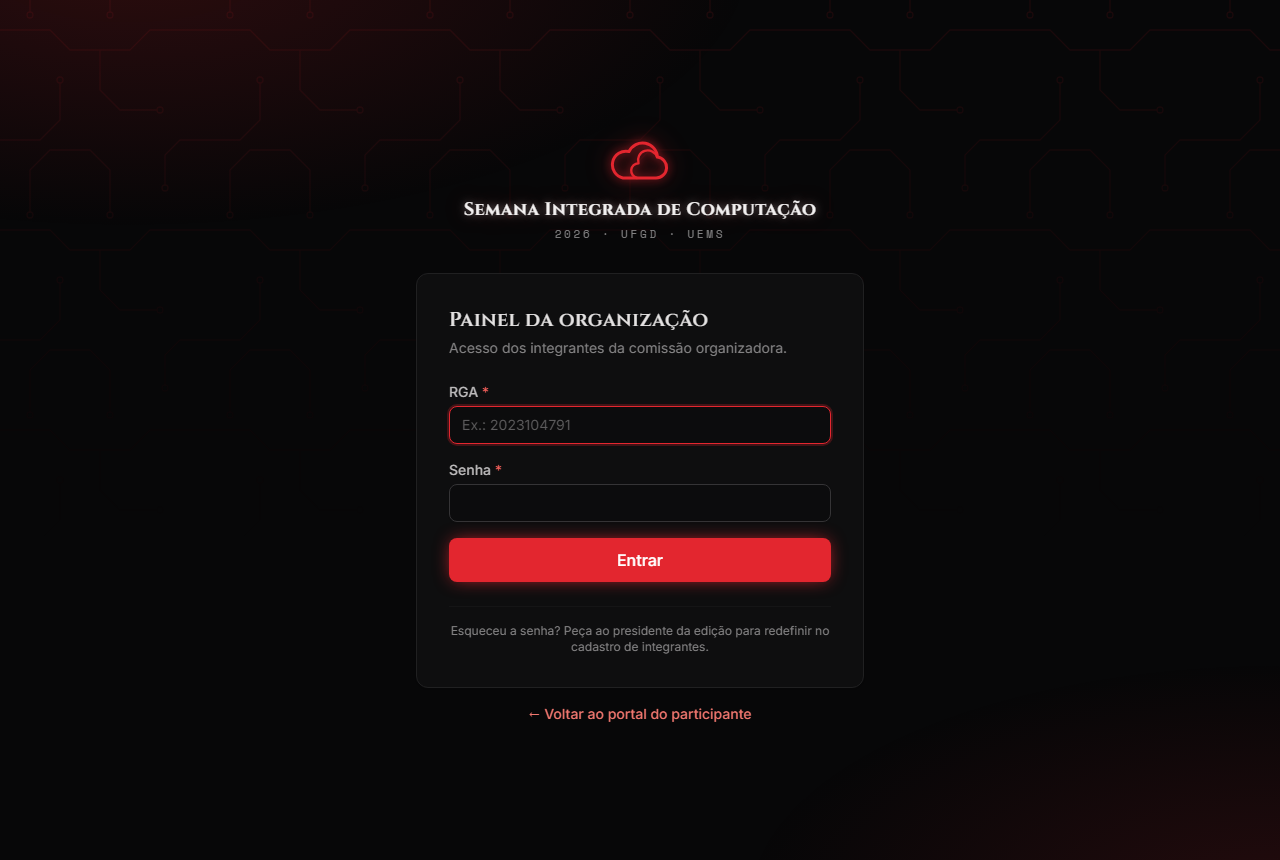 Semana Integrada de Computação
2026 · UFGD · UEMS
Painel da organização
Acesso dos integrantes da comissão organizadora.
RGA *
Ex.: 2023104791
Senha *
Entrar
Esqueceu a senha? Peça ao presidente da edição para redefinir no
cadastro de integrantes.
← Voltar ao portal do participante